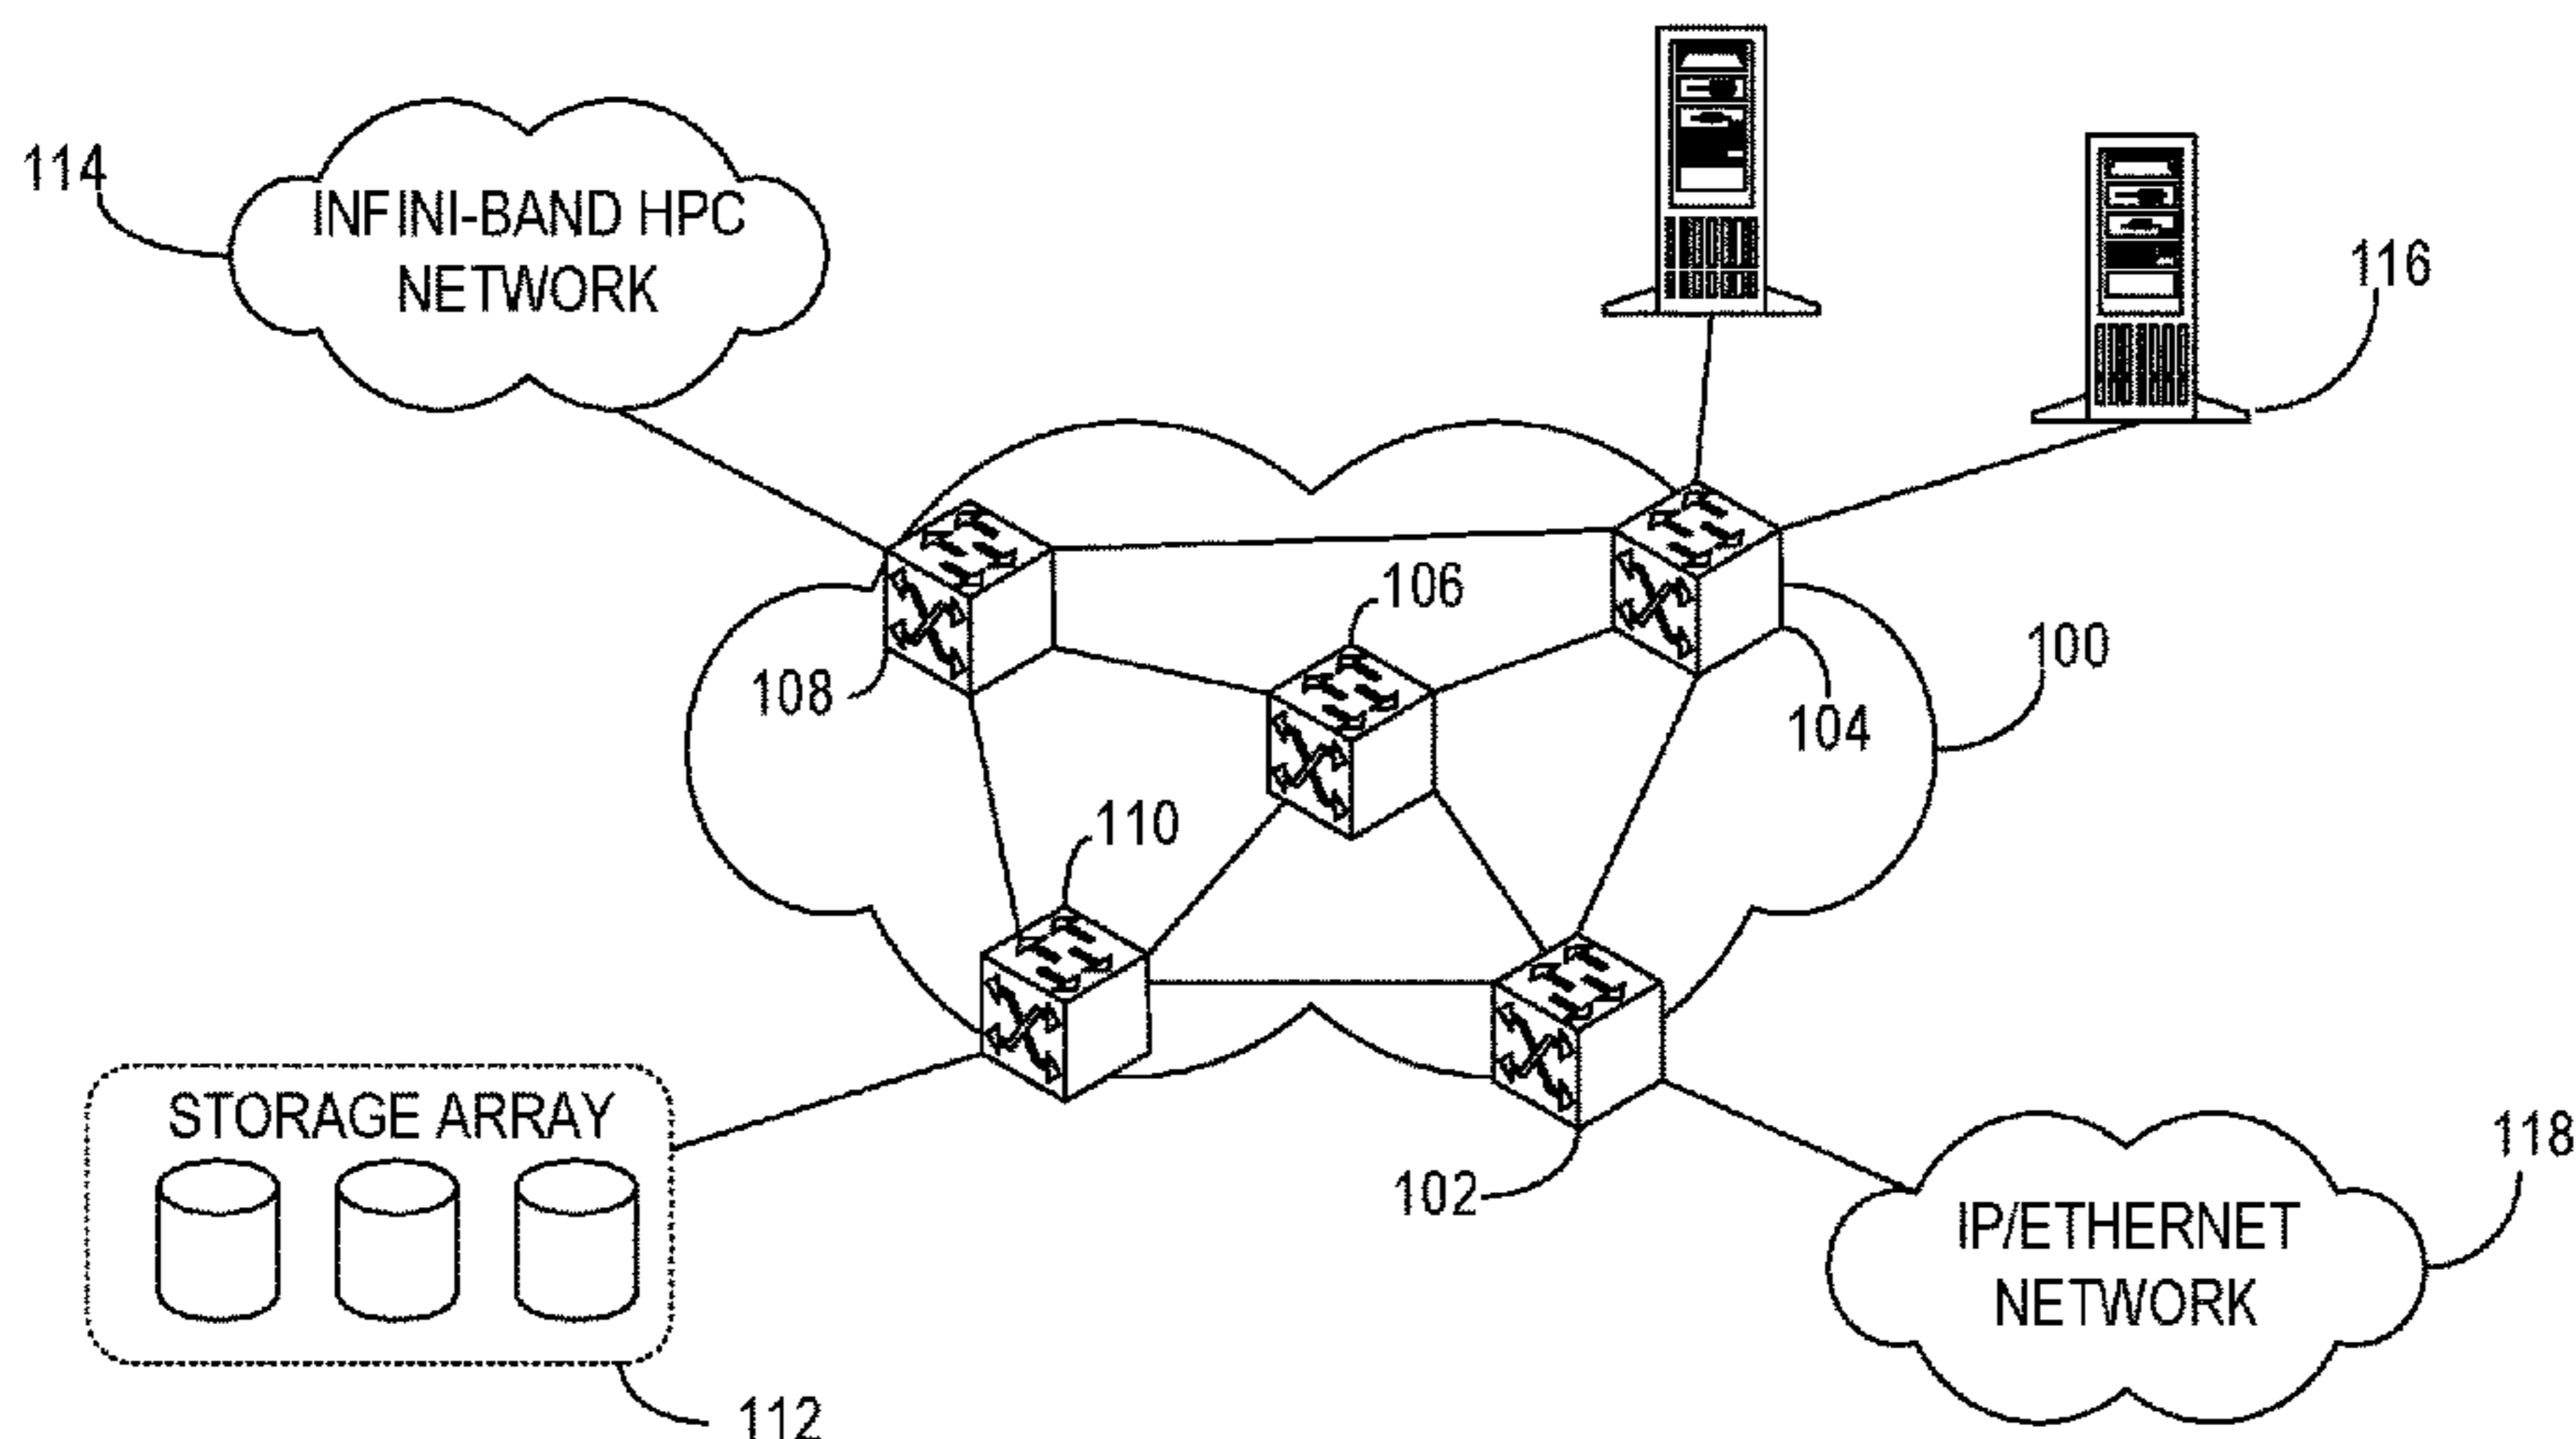 114
INFINI-BAND HPC
NETWORK
116
106
100
108
104
110
STORAGE ARRAY
118
102
IP/ETHERNET
NETWORK
112